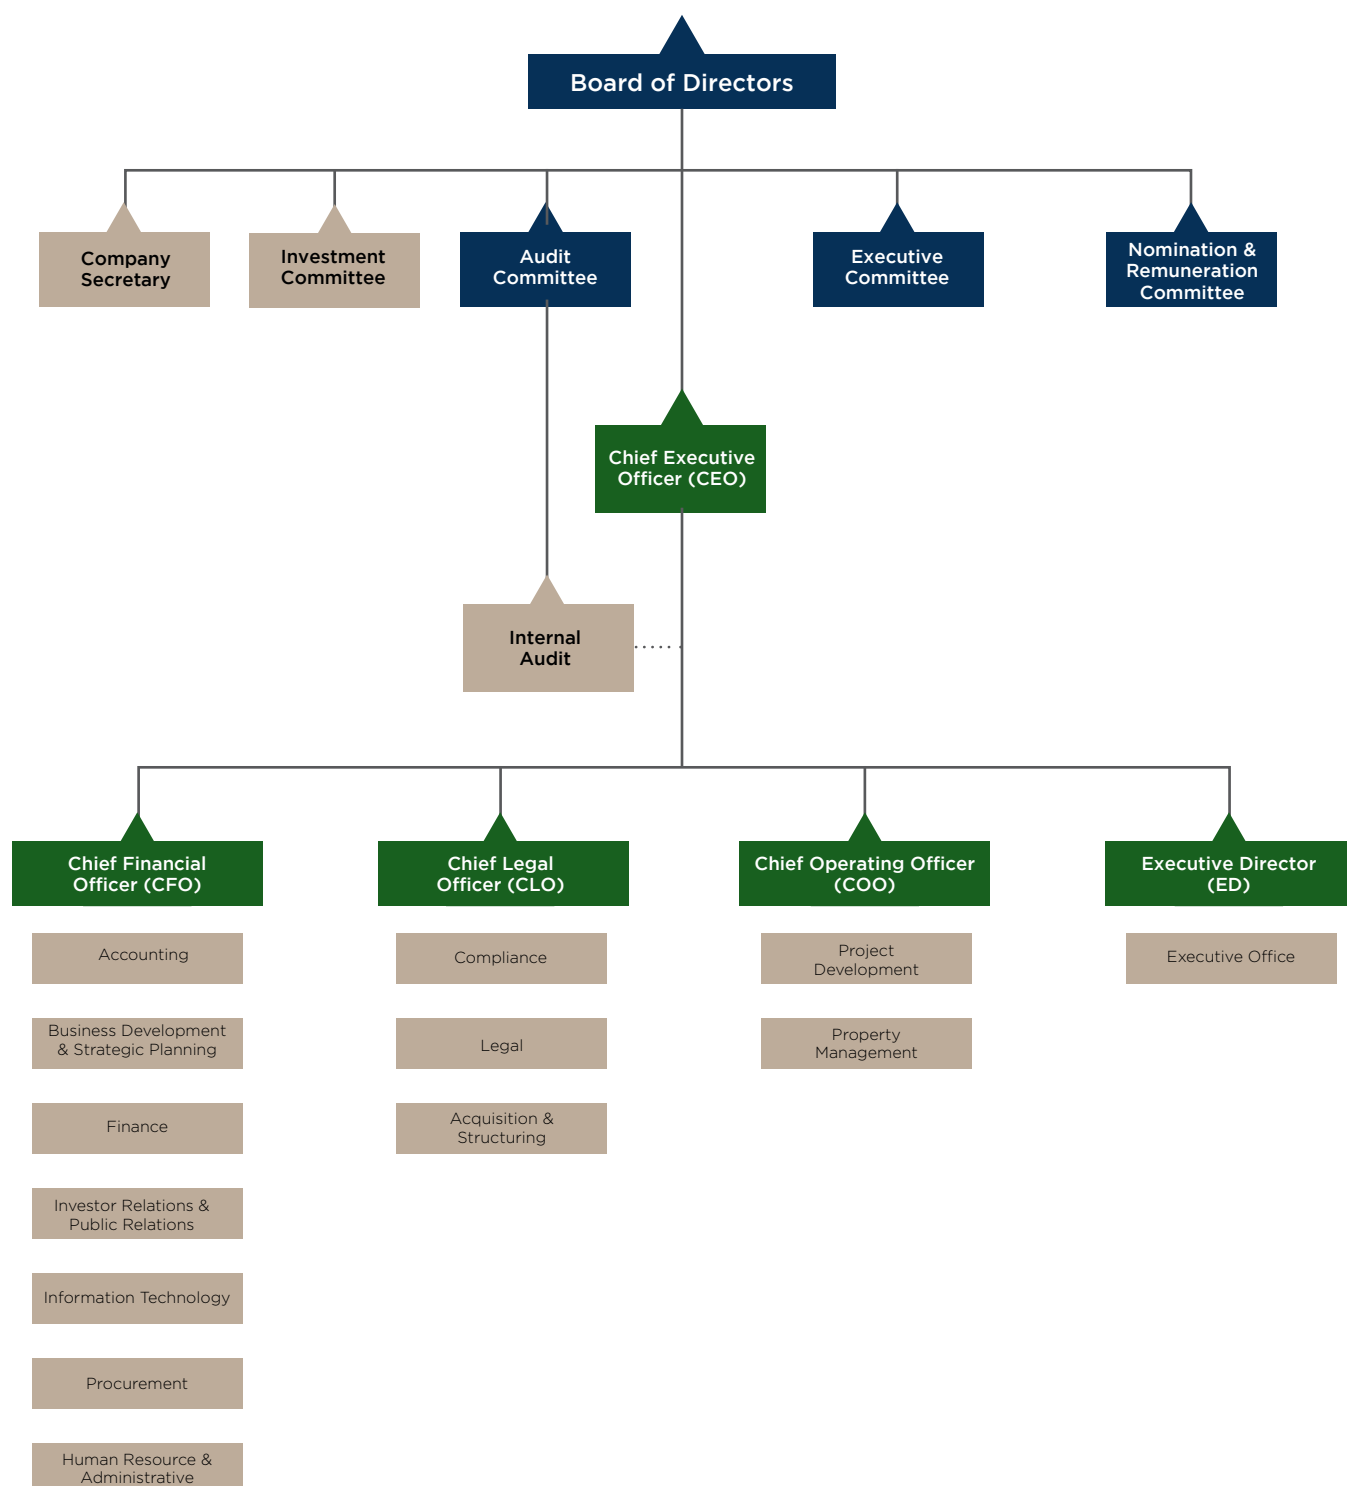 Board of Directors
Company
Secretary
Investment
Committee
Audit
Committee
Executive
Committee
Nomination &
Remuneration
Committee
Chief Executive
Officer (CEO)
Internal
Audit
Chief Financial
Officer (CFO)
Chief Legal
Officer (CLO)
Chief Operating Officer
(COO)
Executive Director
(ED)
Accounting
Business Development
& Strategic Planning
Finance
Investor Relations &
Public Relations
Information Technology
Procurement
Human Resource &
Administrative
Compliance
Legal
Acquisition &
Structuring
Project
Development
Property
Management
Executive Office